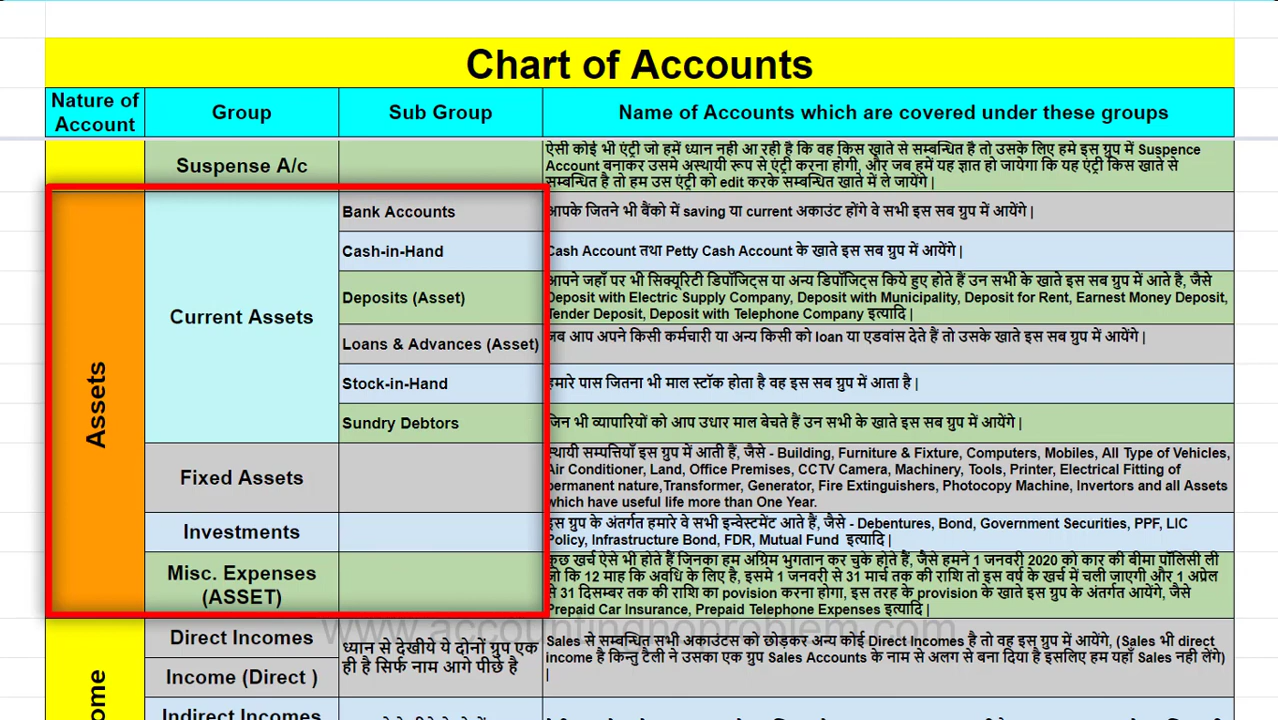 Chart of Accounts
Nature of Account
Group
Sub Group
Name of Accounts which are covered under these groups
Suspense A/c
ऐसी कोई भी एंट्री जो हमें ध्यान नही आ रही है कि वह किस खाते से सम्बन्धित है तो उसके लिए हमे इस ग्रुप में Suspence
Account बनाकर उसमे अस्थायी रूप से एंट्री करना होगी, और जब हमें यह ज्ञात हो जायेगा कि यह एंट्री किस खाते से
सम्बन्धित है तो हम उस एंट्री को edit करके सम्बन्धित खाते में ले जायेंगे |
Assets
Current Assets
Bank Accounts
आपके जितने भी बैंको में saving या current अकाउंट होंगे वे सभी इस सब ग्रुप में आयेंगे |
Cash-in-Hand
Cash Account तथा Petty Cash Account के खाते इस सब ग्रुप में आयेंगे |
Deposits (Asset)
आपने जहाँ पर भी सिक्यूरिटी डिपॉजिट्स या अन्य डिपॉजिट्स किये हुए होते हैं उन सभी के खाते इस सब ग्रुप में आते है, जैसे
Deposit with Electric Supply Company, Deposit with Municipality, Deposit for Rent, Earnest Money Deposit,
Tender Deposit, Deposit with Telephone Company इत्यादि |
Loans & Advances (Asset)
जब आप अपने किसी कर्मचारी या अन्य किसी को loan या एडवांस देते हैं तो उसके खाते इस सब ग्रुप में आयेंगे |
Stock-in-Hand
हमारे पास जितना भी माल स्टॉक होता है वह इस सब ग्रुप में आता है |
Sundry Debtors
जिन भी व्यापारियों को आप उधार माल बेचते हैं उन सभी के खाते इस सब ग्रुप में आयेंगे |
Fixed Assets
स्थायी सम्पत्तियाँ इस ग्रुप में आती हैं, जैसे - Building, Furniture & Fixture, Computers, Mobiles, All Type of Vehicles,
Air Conditioner, Land, Office Premises, CCTV Camera, Machinery, Tools, Printer, Electrical Fitting of
permanent nature,Transformer, Generator, Fire Extinguishers, Photocopy Machine, Invertors and all Assets
which have useful life more than One Year.
Investments
इस ग्रुप के अंतर्गत हमारे वे सभी इन्वेस्टमेंट आते हैं, जैसे - Debentures, Bond, Government Securities, PPF, LIC
Policy, Infrastructure Bond, FDR, Mutual Fund इत्यादि |
Misc. Expenses
(ASSET)
कुछ खर्च ऐसे भी होते हैं जिनका हम अग्रिम भुगतान कर चुके होते हैं, जैसे हमने 1 जनवरी 2020 को कार की बीमा पॉलिसी ली
जो कि 12 माह कि अवधि के लिए है, इसमे 1 जनवरी से 31 मार्च तक की राशि तो इस वर्ष के खर्च में चली जाएगी और 1 अप्रेल
से 31 दिसम्बर तक की राशि का povision करना होगा, इस तरह के provision के खाते इस ग्रुप के अंतर्गत आयेंगे, जैसे
Prepaid Car Insurance, Prepaid Telephone Expenses इत्यादि |
www.accountingnoproblem.com
Direct Incomes
Income (Direct )
ध्यान से देखीये ये दोनों ग्रुप एक
ही है सिर्फ नाम आगे पीछे है
Sales से सम्बन्धित सभी अकाउंटस को छोड़कर अन्य कोई Direct Incomes है तो वह इस ग्रुप में आएगे, (Sales भी direct
income है किन्तु टैली ने उसका एक ग्रुप Sales Accounts के नाम से अलग से बना दिया है इसलिए हम यहाँ Sales नही लेंगे)
|
ome
Indirect Incomes